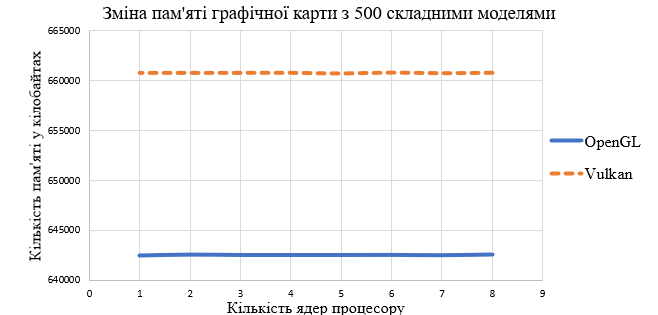 Зміна пам'яті графічної карти з 500 складними моделями
Кількість пам'яті у кілобайтах
665000
660000
655000
650000
645000
640000
0 1 2 3 4 5 6 7 8 9
Кількість ядер процесору
OpenGL
Vulkan